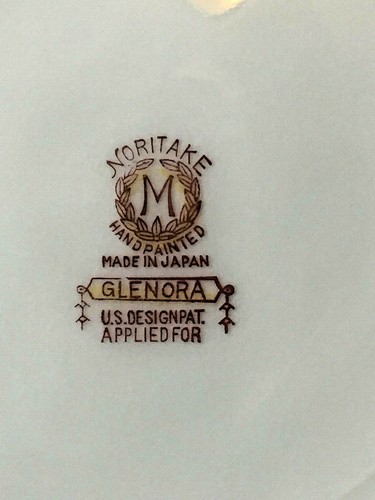 NORITAKE
M
HANDPAINTED
MADE IN JAPAN
GLENORA
U.S.DESIGN PAT.
APPLIED FOR